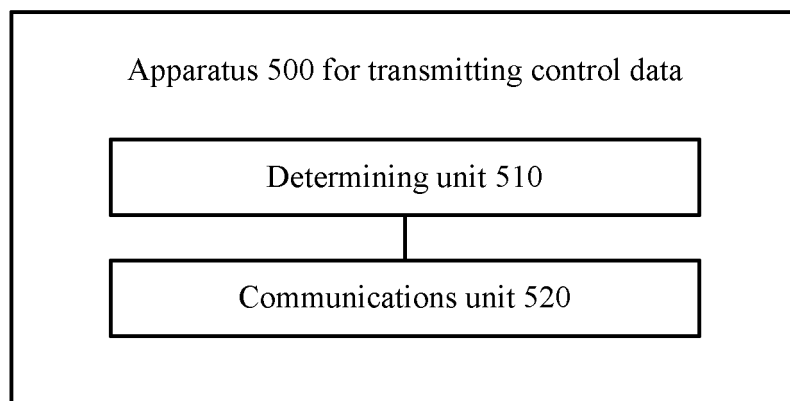 Apparatus 500 for transmitting control data
Determining unit 510
Communications unit 520